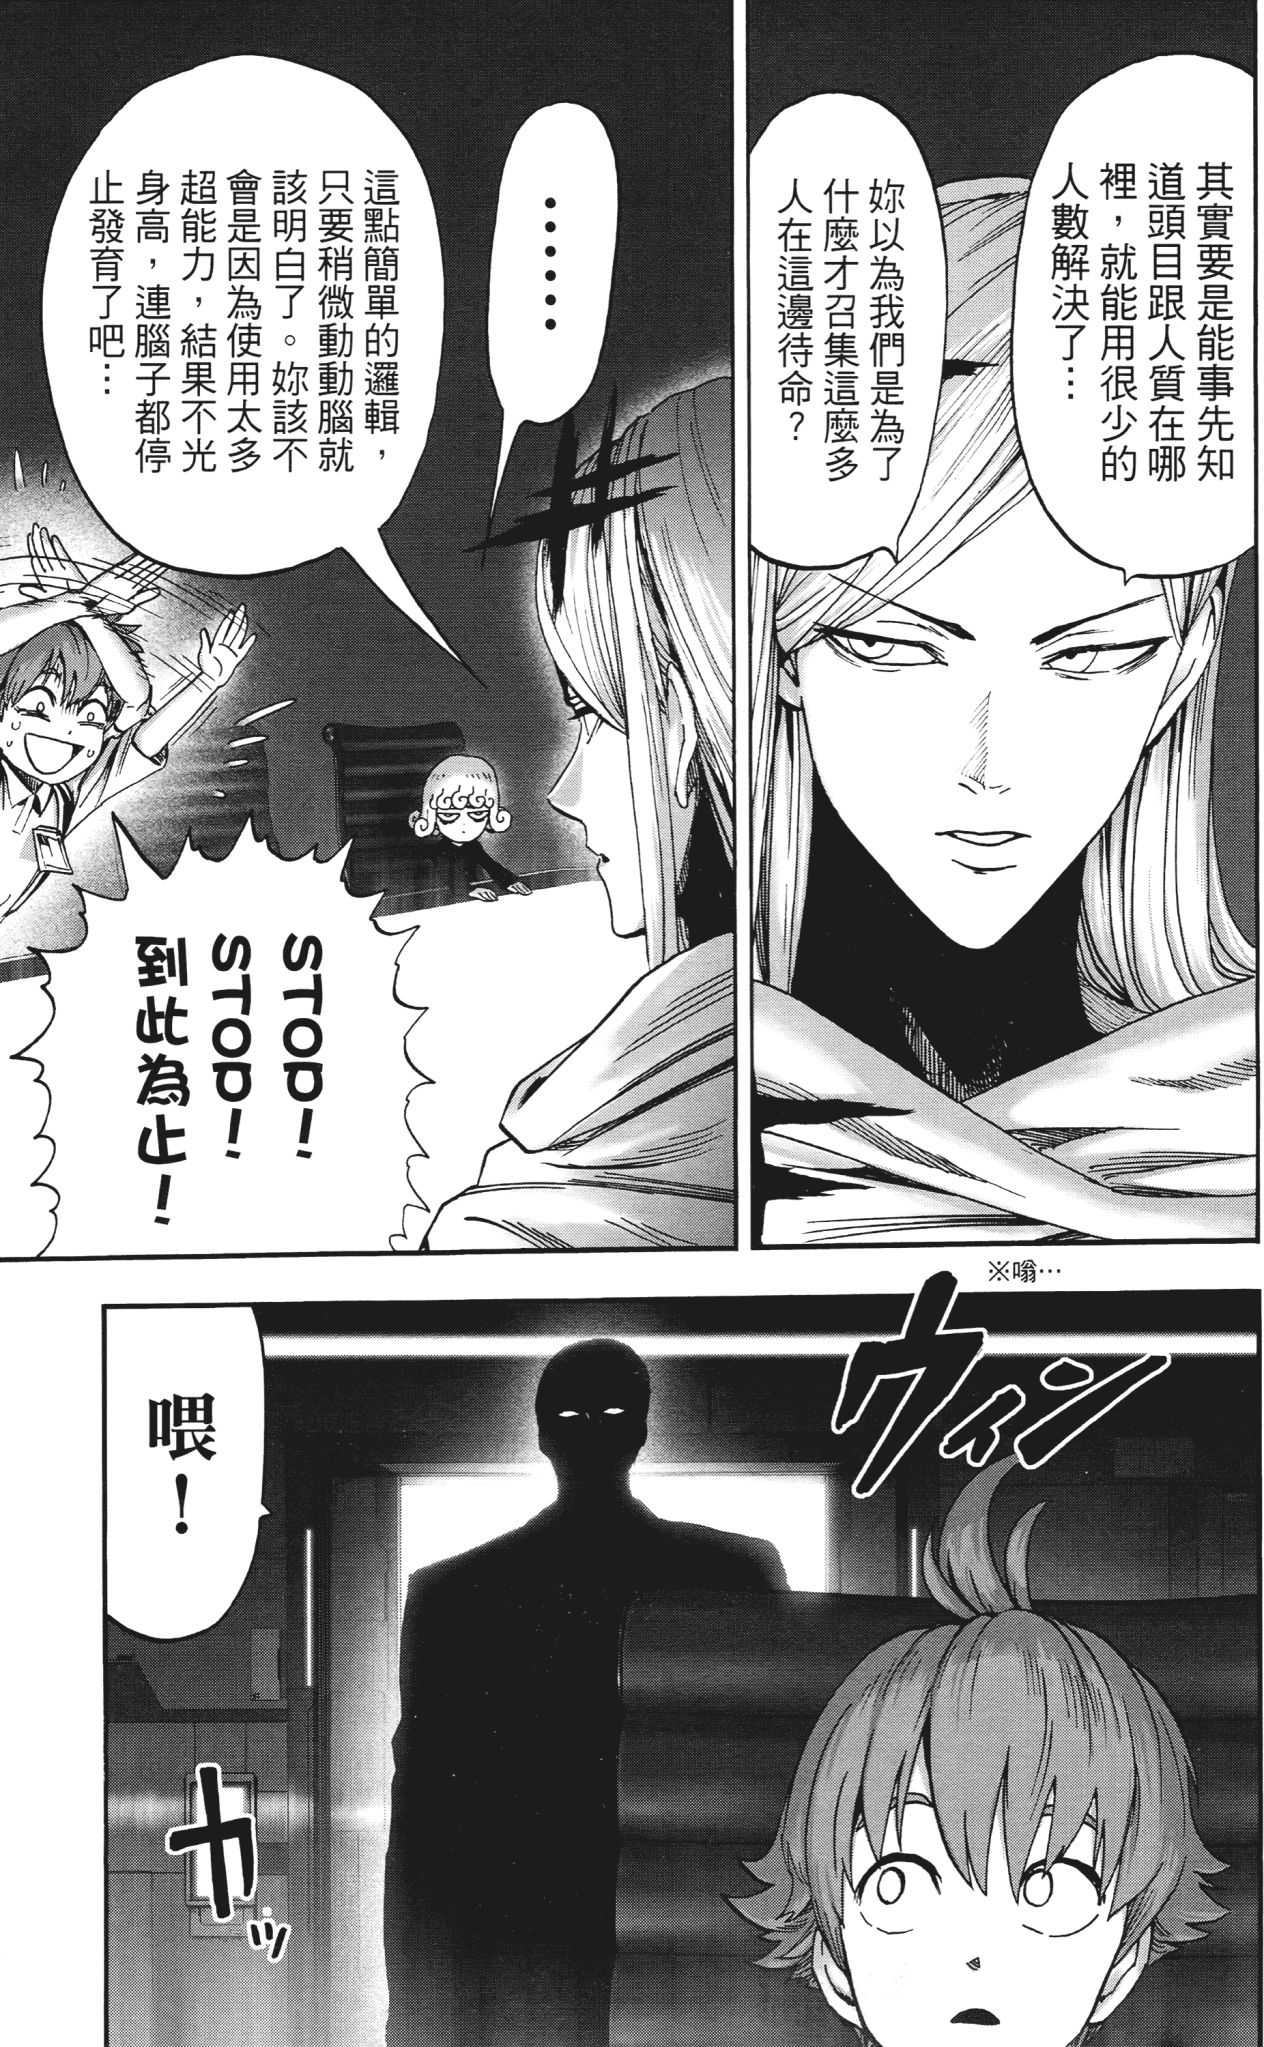 其實要是能事先知
道頭目跟人質在哪
裡，就能用很少的
人數解決了…
妳以為我們是為了
什麼才召集這麼多
人在這邊待命？
……
這點簡單的邏輯，
只要稍微動動腦就
該明白了。妳該不
會是因為使用太多
超能力，結果不光
身高，連腦子都停
止發育了吧…
STOP！
STOP！
到此為止！
※嗡…
ウィン
喂！
カッ